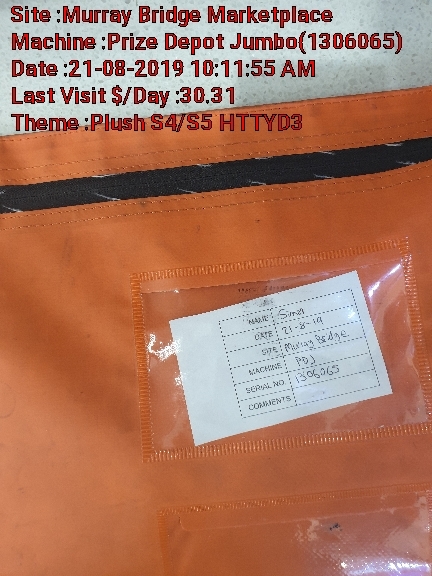 Site :Murray Bridge Marketplace
Machine :Prize Depot Jumbo(1306065)
Date :21-08-2019 10:11:55 AM
Last Visit $/Day :30.31
Theme :Plush S4/S5 HTTYD3
NAME: Simon
DATE: 21-8-19
SITE: Murray Bridge
MACHINE: PDJ
SERIAL NO. 1306065
COMMENTS